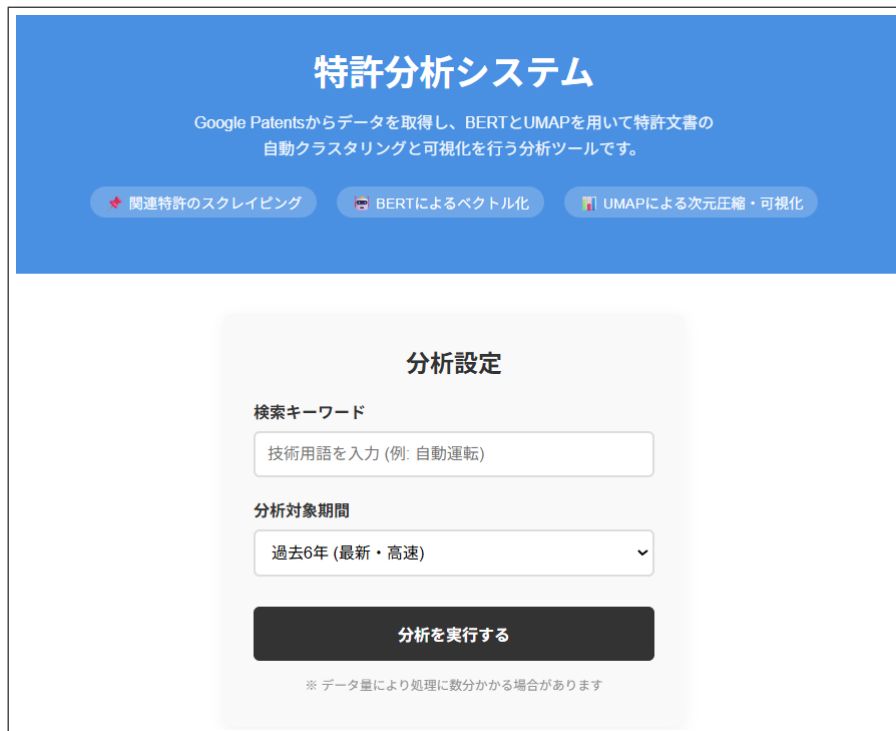 特許分析システム
Google Patentsからデータを取得し、BERTとUMAPを用いて特許文書の
自動クラスタリングと可視化を行う分析ツールです。
📌 関連特許のスクレイピング
🤖 BERTによるベクトル化
📊 UMAPによる次元圧縮・可視化
分析設定
検索キーワード
技術用語を入力 (例: 自動運転)
分析対象期間
過去6年 (最新・高速)
分析を実行する
※ データ量により処理に数分かかる場合があります